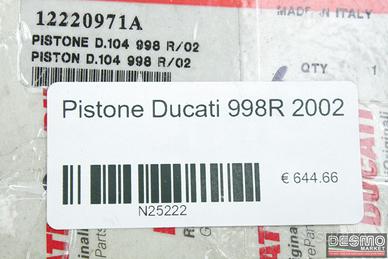 12220971A
PISTONE D.104 998 R/02
PISTON D.104 998 R/02
MADE IN ITALY
QTY 1
Pistone Ducati 998R 2002
€ 644.66
N25222
DESMO
MARKET